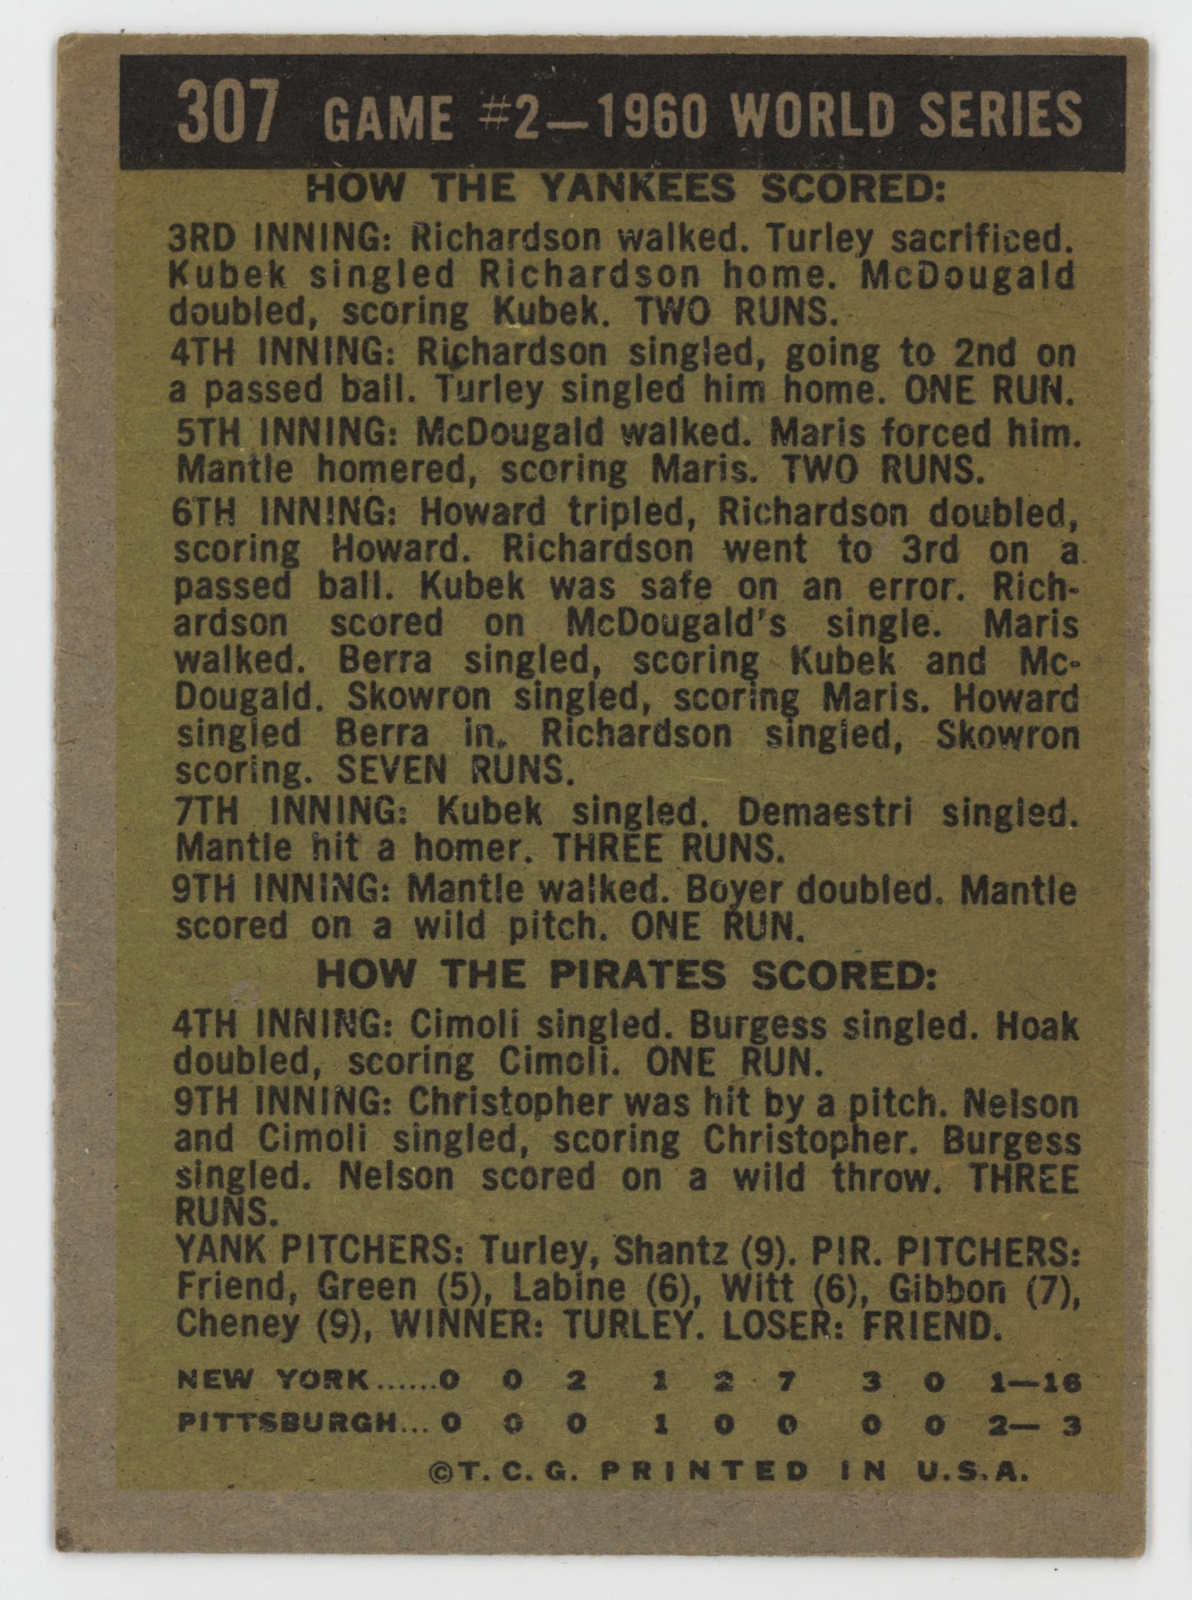 307 GAME #2—1960 WORLD SERIES
HOW THE YANKEES SCORED:
3RD INNING: Richardson walked. Turley sacrificed.
Kubek singled Richardson home. McDougald
doubled, scoring Kubek. TWO RUNS.
4TH INNING: Richardson singled, going to 2nd on
a passed ball. Turley singled him home. ONE RUN.
5TH INNING: McDougald walked. Maris forced him.
Mantle homered, scoring Maris. TWO RUNS.
6TH INNING: Howard tripled, Richardson doubled,
scoring Howard. Richardson went to 3rd on a
passed ball. Kubek was safe on an error. Rich-
ardson scored on McDougald's single. Maris
walked. Berra singled, scoring Kubek and Mc-
Dougald. Skowron singled, scoring Maris. Howard
singled Berra in. Richardson singled, Skowron
scoring. SEVEN RUNS.
7TH INNING: Kubek singled. Demaestri singled.
Mantle hit a homer. THREE RUNS.
9TH INNING: Mantle walked. Boyer doubled. Mantle
scored on a wild pitch. ONE RUN.
HOW THE PIRATES SCORED:
4TH INNING: Cimoli singled. Burgess singled. Hoak
doubled, scoring Cimoli. ONE RUN.
9TH INNING: Christopher was hit by a pitch. Nelson
and Cimoli singled, scoring Christopher. Burgess
singled. Nelson scored on a wild throw. THREE
RUNS.
YANK PITCHERS: Turley, Shantz (9). PIR. PITCHERS:
Friend, Green (5), Labine (6), Witt (6), Gibbon (7),
Cheney (9), WINNER: TURLEY. LOSER: FRIEND.
NEW YORK......0 0 2 1 2 7 3 0 1—16
PITTSBURGH...0 0 0 1 0 0 0 0 2— 3
©T.C.G. PRINTED IN U.S.A.